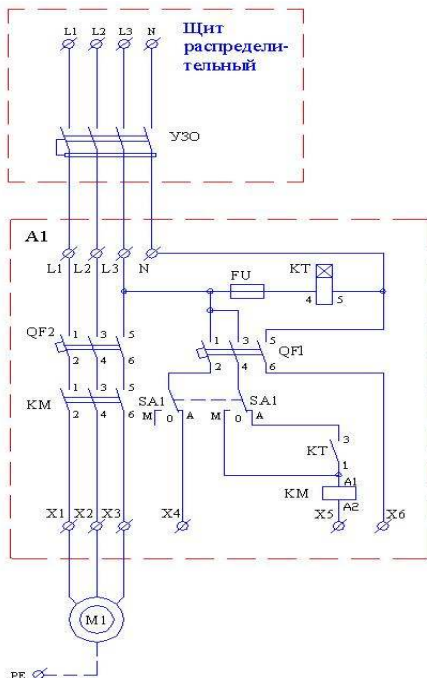 L1 L2 L3 N
Щит
распредели-
тельный
УЗО
A1
L1 L2 L3 N
FU
KT
4 5
QF2
1 3 5
2 4 6
1 3 5
2 4 6
QF1
KM
1 3 5
2 4 6
SA1
M 0 A
SA1
M 0 A
KT
3
1
KM
A1
A2
X1 X2 X3 X4 X5 X6
M1
PE